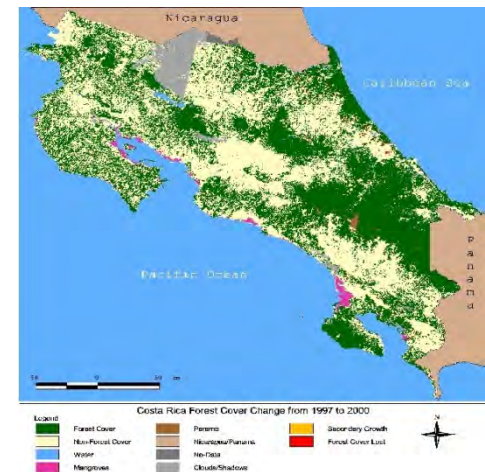 Nicaragua
Caribbean Sea
Panama
Pacific Ocean
Costa Rica Forest Cover Change from 1997 to 2000
Legend
Forest Cover
Non-Forest Cover
Water
Mangroves
Paramo
Nicaragua/Panama
No-Data
Clouds/Shadows
Secondary Growth
Forest Cover Lost
N